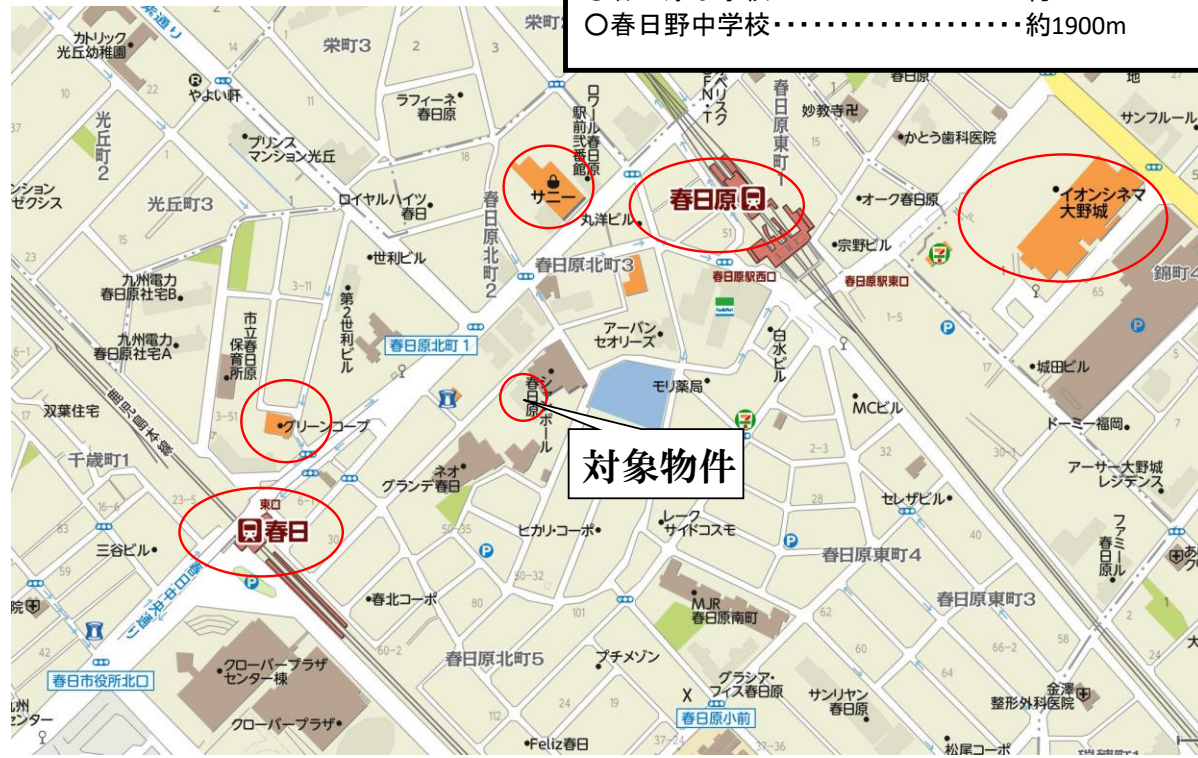 ○春日野中学校・・・・・・・・・・・・・・・・・・・約1900m
カトリック
光丘幼稚園
栄町3
やよい軒
ラフィーネ
春日原
プリンス
マンション光丘
光丘町2
光丘町3
ロイヤルハイツ
春日
サニー
ロワール春日原
駅前弐番館
春日原
丸洋ビル
春日原東町1
妙教寺卍
かとう歯科医院
サンフルール
イオンシネマ
大野城
オーク春日原
宗野ビル
錦町4
春日原北町2
春日原北町3
春日原駅西口
春日原駅東口
世利ビル
第2世利ビル
九州電力
春日原社宅B
九州電力
春日原社宅A
市立春日原
保育所
春日原北町1
アーバン
セオリーズ
白水ビル
モリ薬局
城田ビル
MCビル
ドーミー福岡
双葉住宅
鹿児島本線
グリーンコープ
対象物件
千歳町1
ネオ
グランデ春日
アーサー大野城
レジデンス
セレザビル
東口
春日
三谷ビル
ヒカリ・コーポ
レーク
サイドコスモ
春日原東町4
ファミール
春日原
春日中央通り
春北コーポ
MJR
春日原南町
春日原東町3
春日市役所北口
クローバープラザ
センター棟
春日原北町5
プチメゾン
グラシア・
フィス春日原
サンリヤン
春日原
金澤
整形外科医院
クローバープラザ
春日原小前
Feliz春日
松尾コーポ